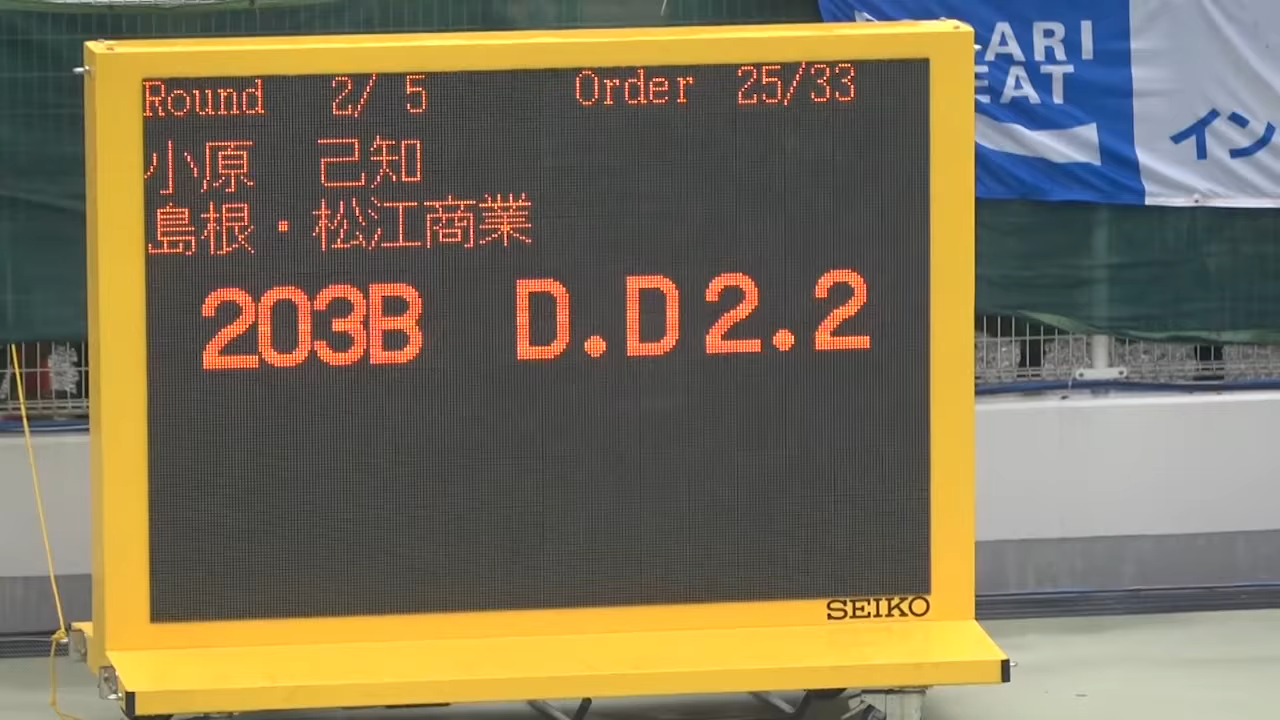 Round 2/ 5 Order 25/33
小原 己知
島根・松江商業
203B D.D2.2
SEIKO
ARI
EAT
イン